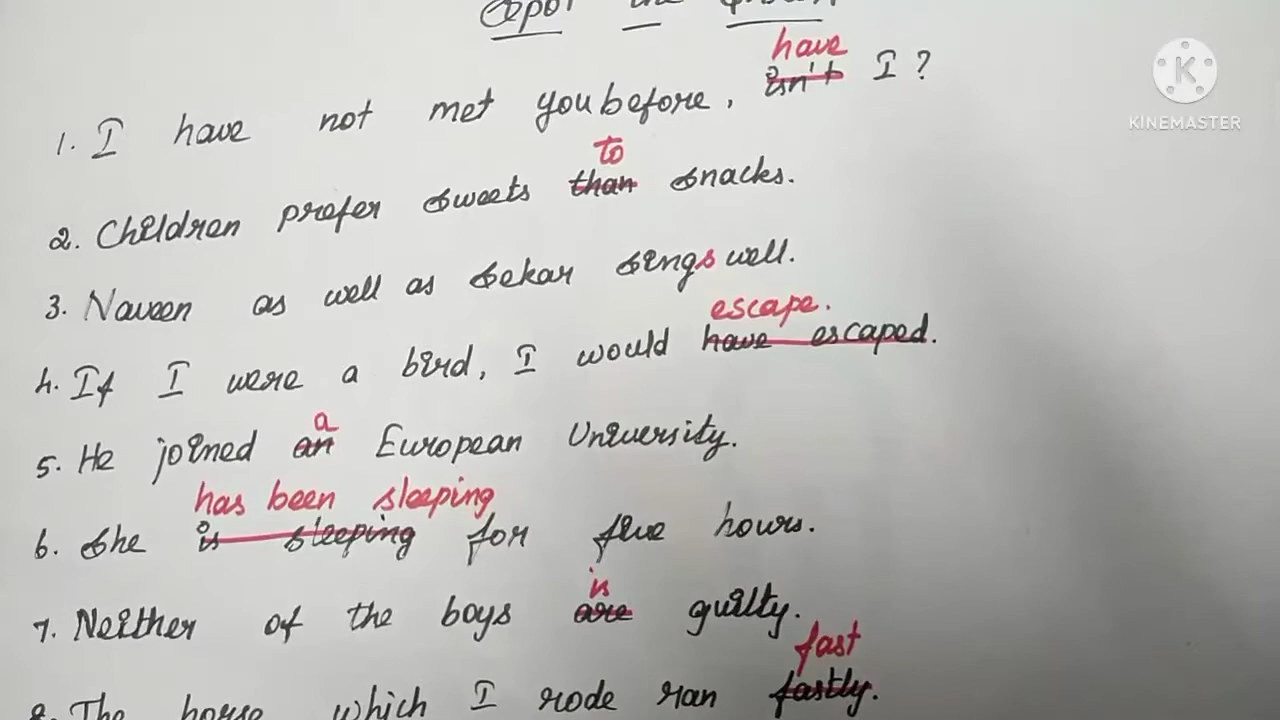 the
have
1. I have not met you before, isn't I?
to
2. Children prefer sweets than snacks.
3. Naveen as well as Sekar sings well.
escape.
4. If I were a bird, I would have escaped.
a
5. He joined an European University.
has been sleeping
6. She is sleeping for five hours.
is
7. Neither of the boys are guilty.
fast
8. The horse which I rode ran fastly.
K
KINEMASTER